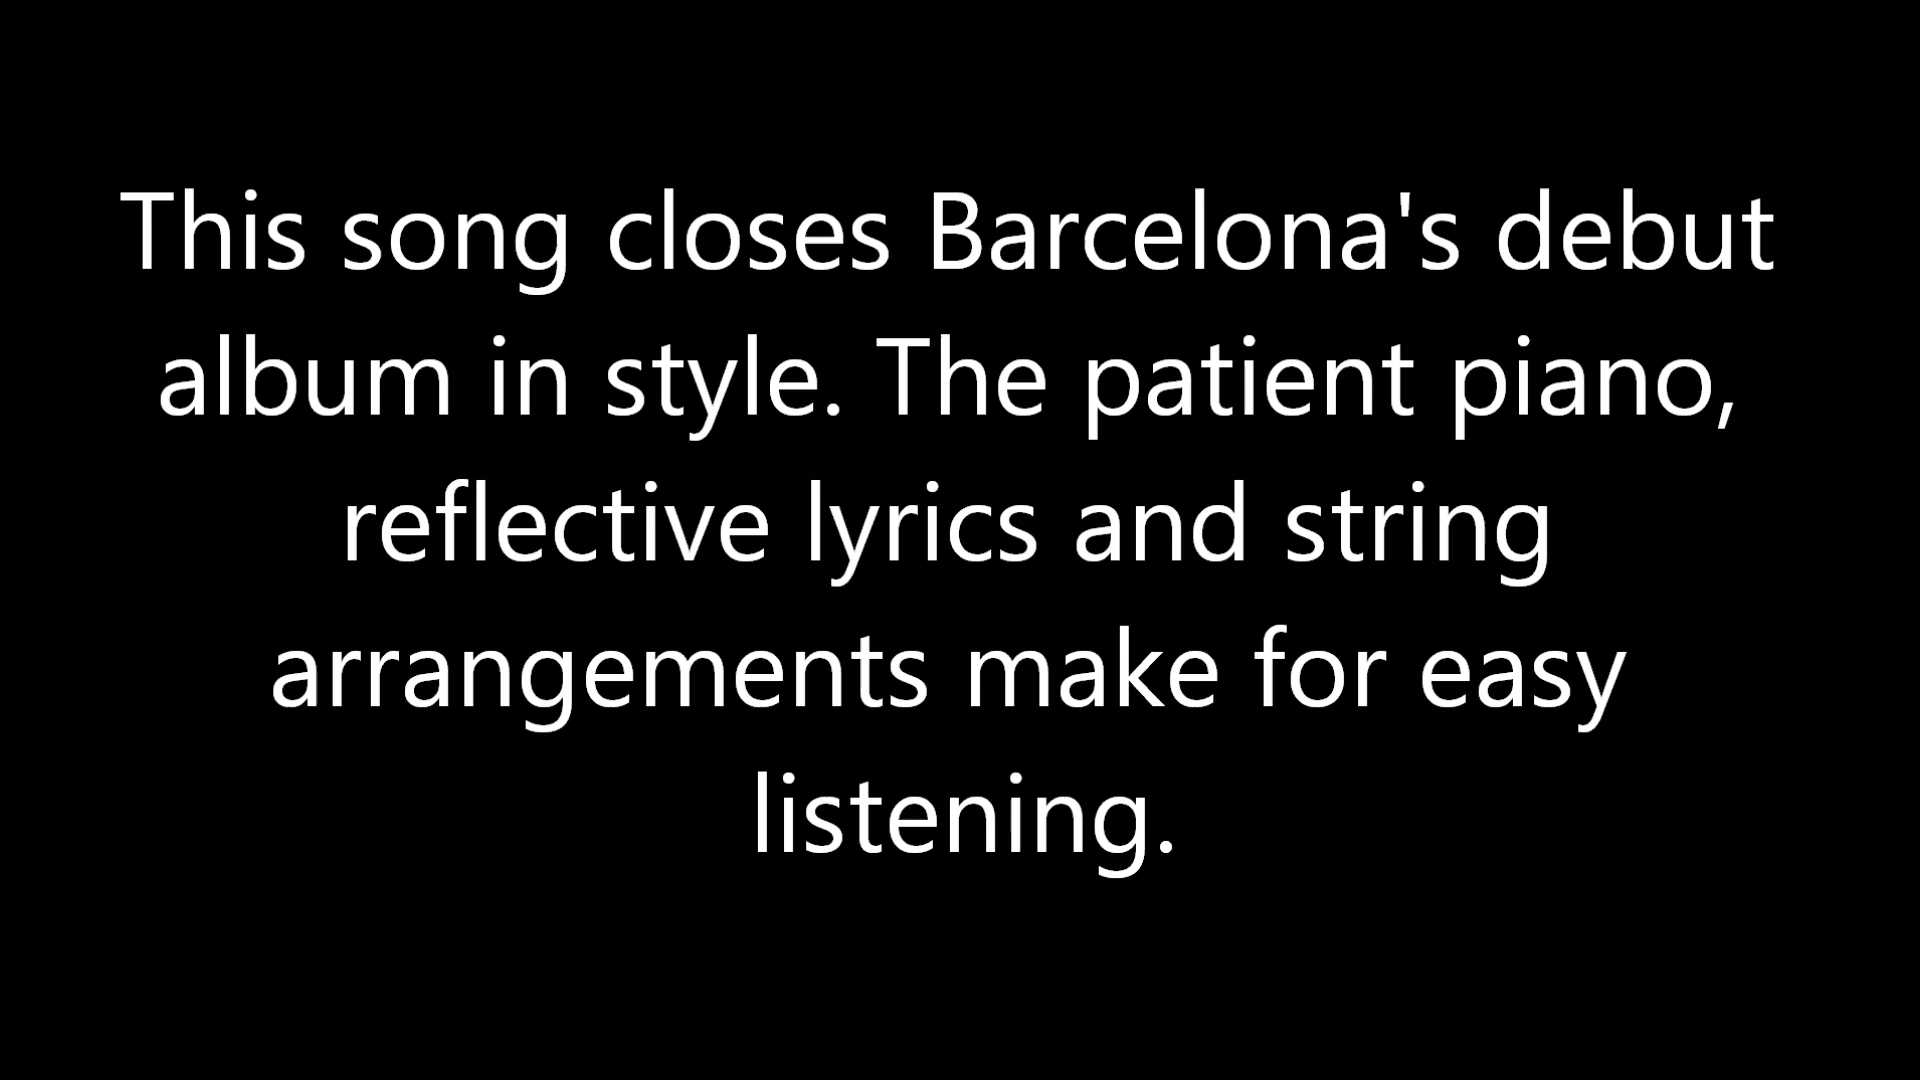 This song closes Barcelona's debut
album in style. The patient piano,
reflective lyrics and string
arrangements make for easy
listening.